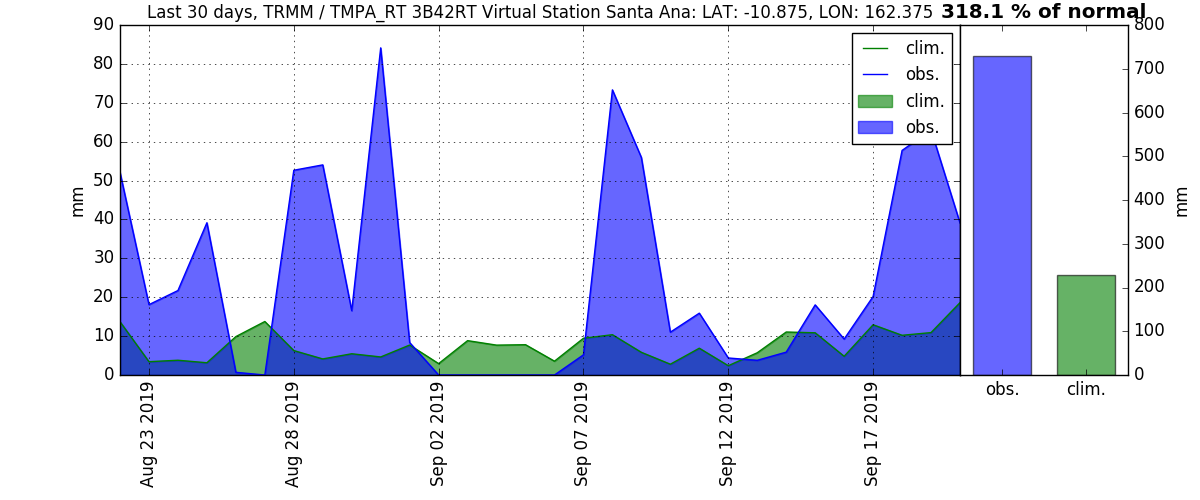 Last 30 days, TRMM / TMPA_RT 3B42RT Virtual Station Santa Ana: LAT: -10.875, LON: 162.375 318.1 % of normal
90
80
70
60
50
40
30
20
10
0
mm
clim.
obs.
clim.
obs.
800
700
600
500
400
300
200
100
0
mm
obs.
clim.
Aug 23 2019
Aug 28 2019
Sep 02 2019
Sep 07 2019
Sep 12 2019
Sep 17 2019